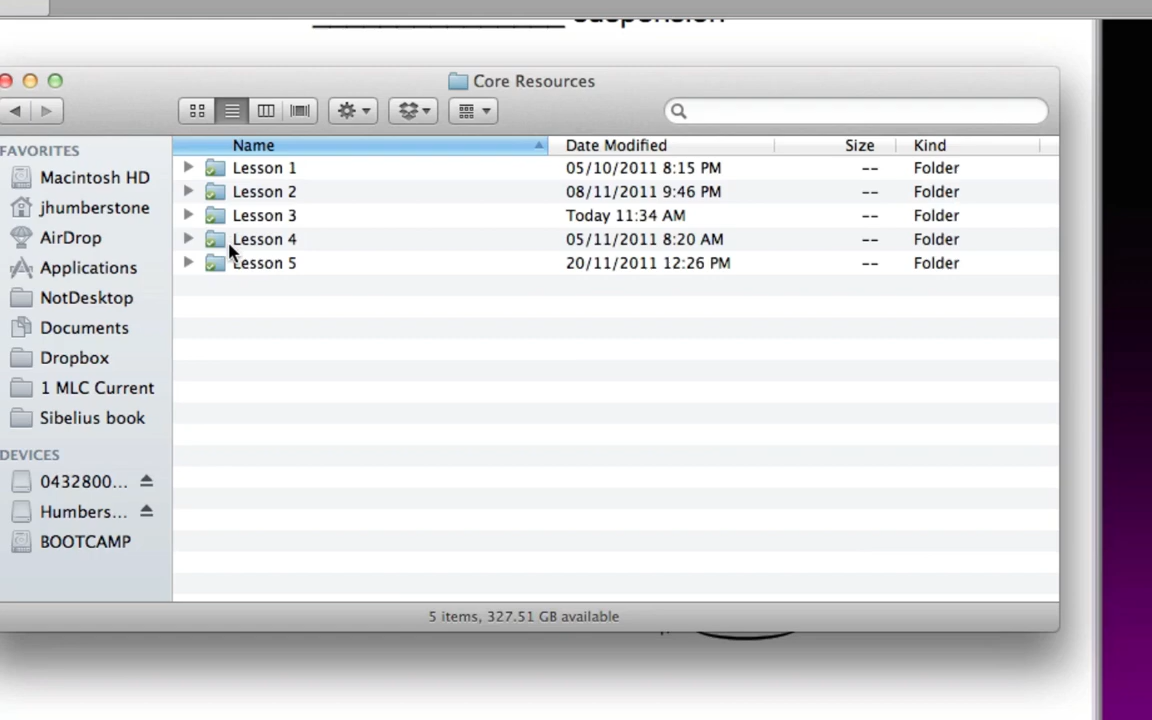 suspension
Core Resources
FAVORITES
Macintosh HD
jhumberstone
AirDrop
Applications
NotDesktop
Documents
Dropbox
1 MLC Current
Sibelius book
DEVICES
0432800...
Humbers...
BOOTCAMP
Name Date Modified Size Kind
Lesson 1 05/10/2011 8:15 PM -- Folder
Lesson 2 08/11/2011 9:46 PM -- Folder
Lesson 3 Today 11:34 AM -- Folder
Lesson 4 05/11/2011 8:20 AM -- Folder
Lesson 5 20/11/2011 12:26 PM -- Folder
5 items, 327.51 GB available